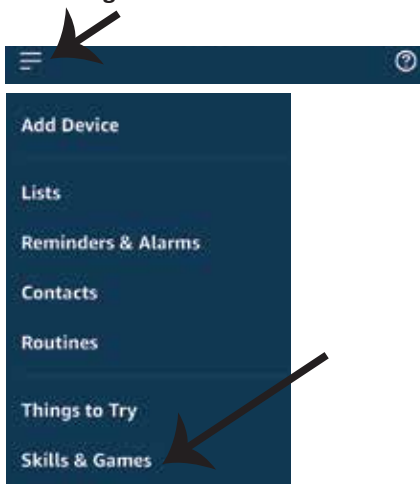 Add Device
Lists
Reminders & Alarms
Contacts
Routines
Things to Try
Skills & Games